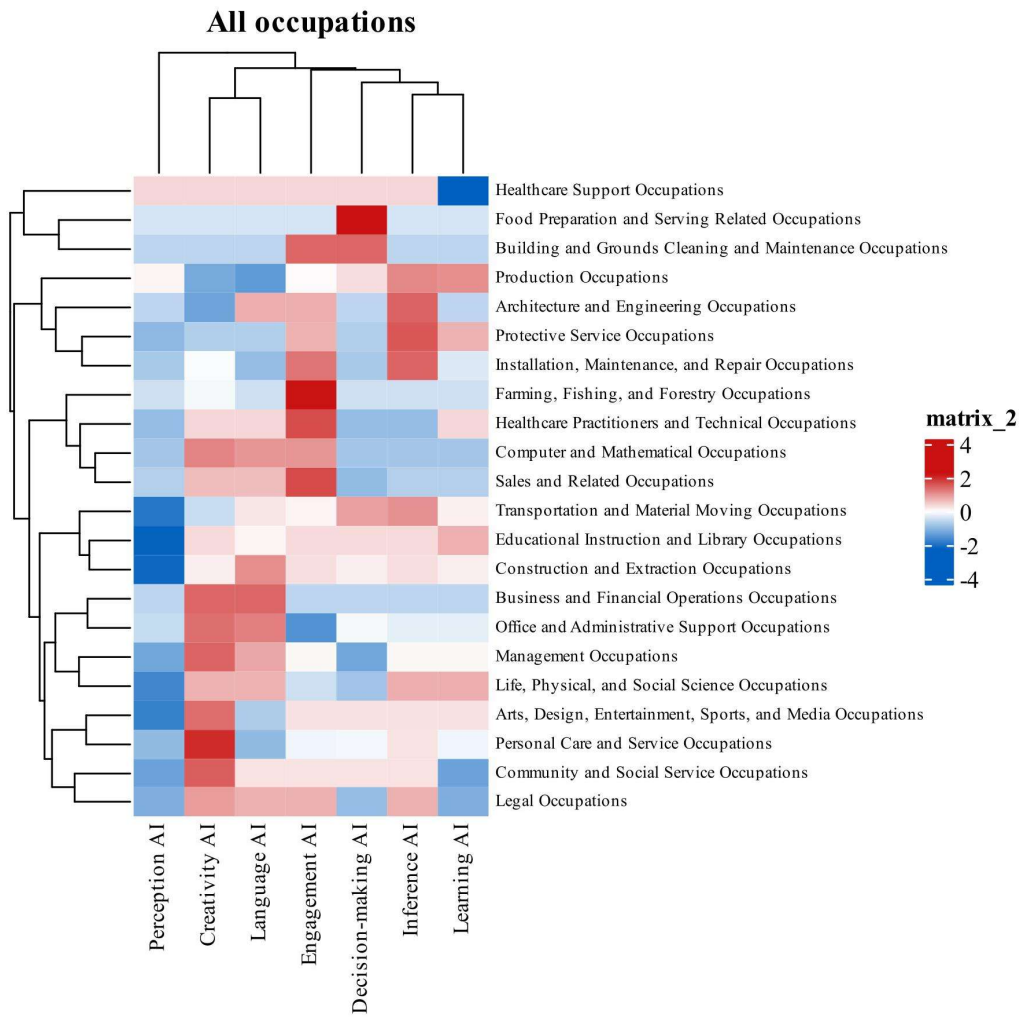 All occupations
Healthcare Support Occupations
Food Preparation and Serving Related Occupations
Building and Grounds Cleaning and Maintenance Occupations
Production Occupations
Architecture and Engineering Occupations
Protective Service Occupations
Installation, Maintenance, and Repair Occupations
Farming, Fishing, and Forestry Occupations
Healthcare Practitioners and Technical Occupations
Computer and Mathematical Occupations
Sales and Related Occupations
Transportation and Material Moving Occupations
Educational Instruction and Library Occupations
Construction and Extraction Occupations
Business and Financial Operations Occupations
Office and Administrative Support Occupations
Management Occupations
Life, Physical, and Social Science Occupations
Arts, Design, Entertainment, Sports, and Media Occupations
Personal Care and Service Occupations
Community and Social Service Occupations
Legal Occupations
matrix_2
4
2
0
-2
-4
Perception AI
Creativity AI
Language AI
Engagement AI
Decision-making AI
Inference AI
Learning AI